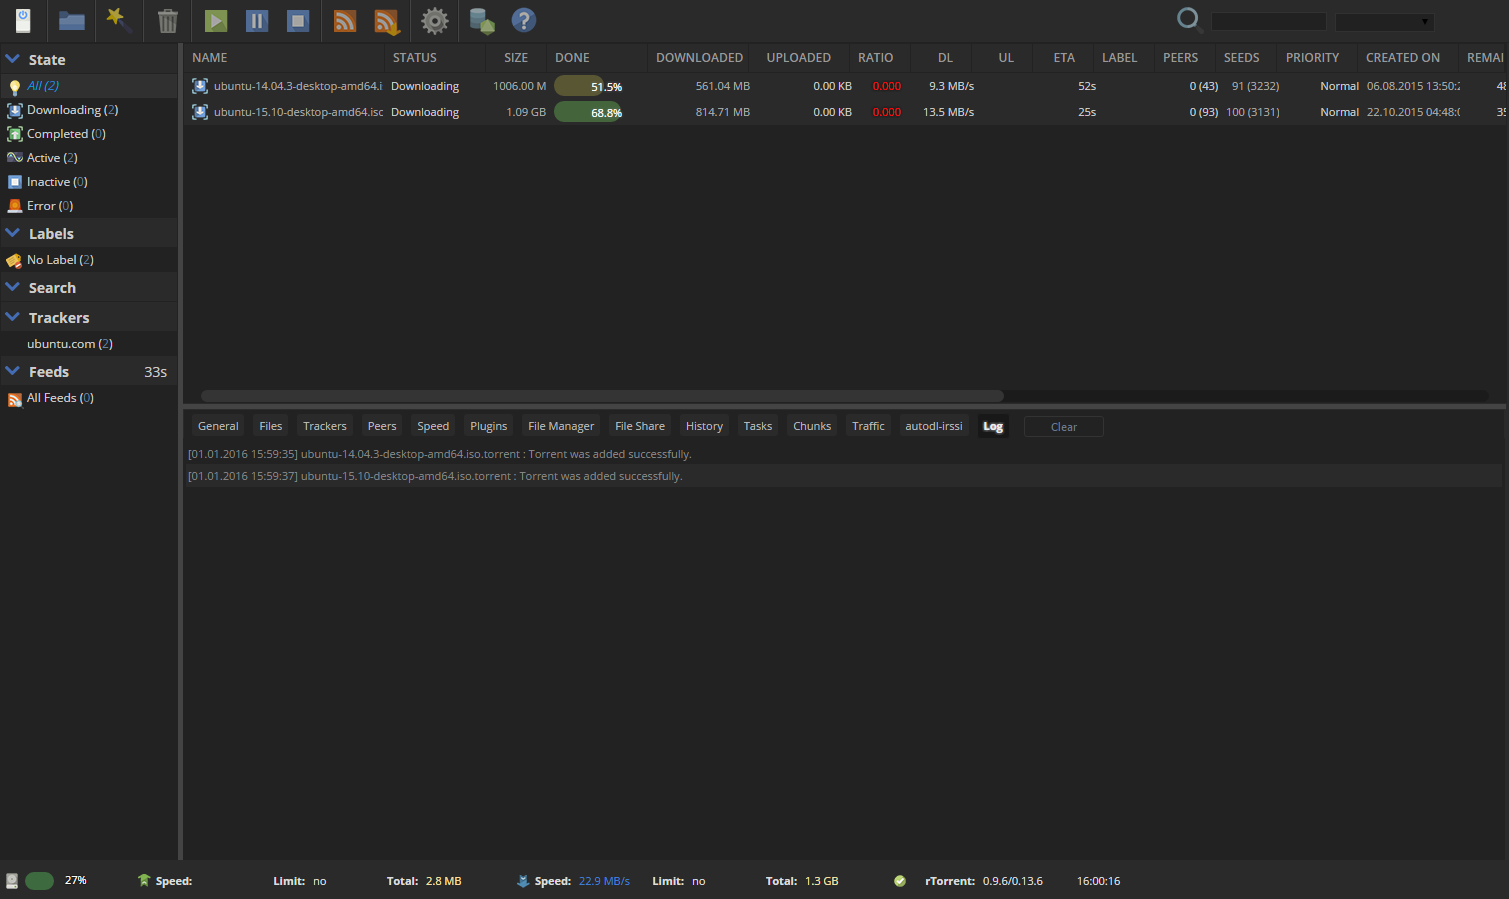 State
All (2)
Downloading (2)
Completed (0)
Active (2)
Inactive (0)
Error (0)
Labels
No Label (2)
Search
Trackers
ubuntu.com (2)
Feeds 33s
All Feeds (0)
NAME STATUS SIZE DONE DOWNLOADED UPLOADED RATIO DL UL ETA LABEL PEERS SEEDS PRIORITY CREATED ON REMAI
ubuntu-14.04.3-desktop-amd64.i Downloading 1006.00 M 51.5% 561.04 MB 0.00 KB 0.000 9.3 MB/s 52s 0 (43) 91 (3232) Normal 06.08.2015 13:50: 48
ubuntu-15.10-desktop-amd64.isc Downloading 1.09 GB 68.8% 814.71 MB 0.00 KB 0.000 13.5 MB/s 25s 0 (93) 100 (3131) Normal 22.10.2015 04:48: 35
General Files Trackers Peers Speed Plugins File Manager File Share History Tasks Chunks Traffic autodl-irssi Log Clear
[01.01.2016 15:59:35] ubuntu-14.04.3-desktop-amd64.iso.torrent : Torrent was added successfully.
[01.01.2016 15:59:37] ubuntu-15.10-desktop-amd64.iso.torrent : Torrent was added successfully.
27% Speed: Limit: no Total: 2.8 MB Speed: 22.9 MB/s Limit: no Total: 1.3 GB rTorrent: 0.9.6/0.13.6 16:00:16